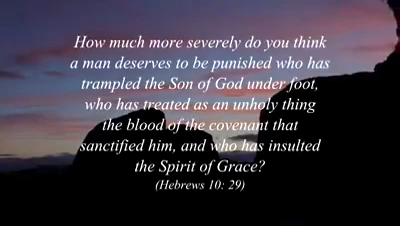 How much more severely do you think
a man deserves to be punished who has
trampled the Son of God under foot,
who has treated as an unholy thing
the blood of the covenant that
sanctified him, and who has insulted
the Spirit of Grace?
(Hebrews 10: 29)